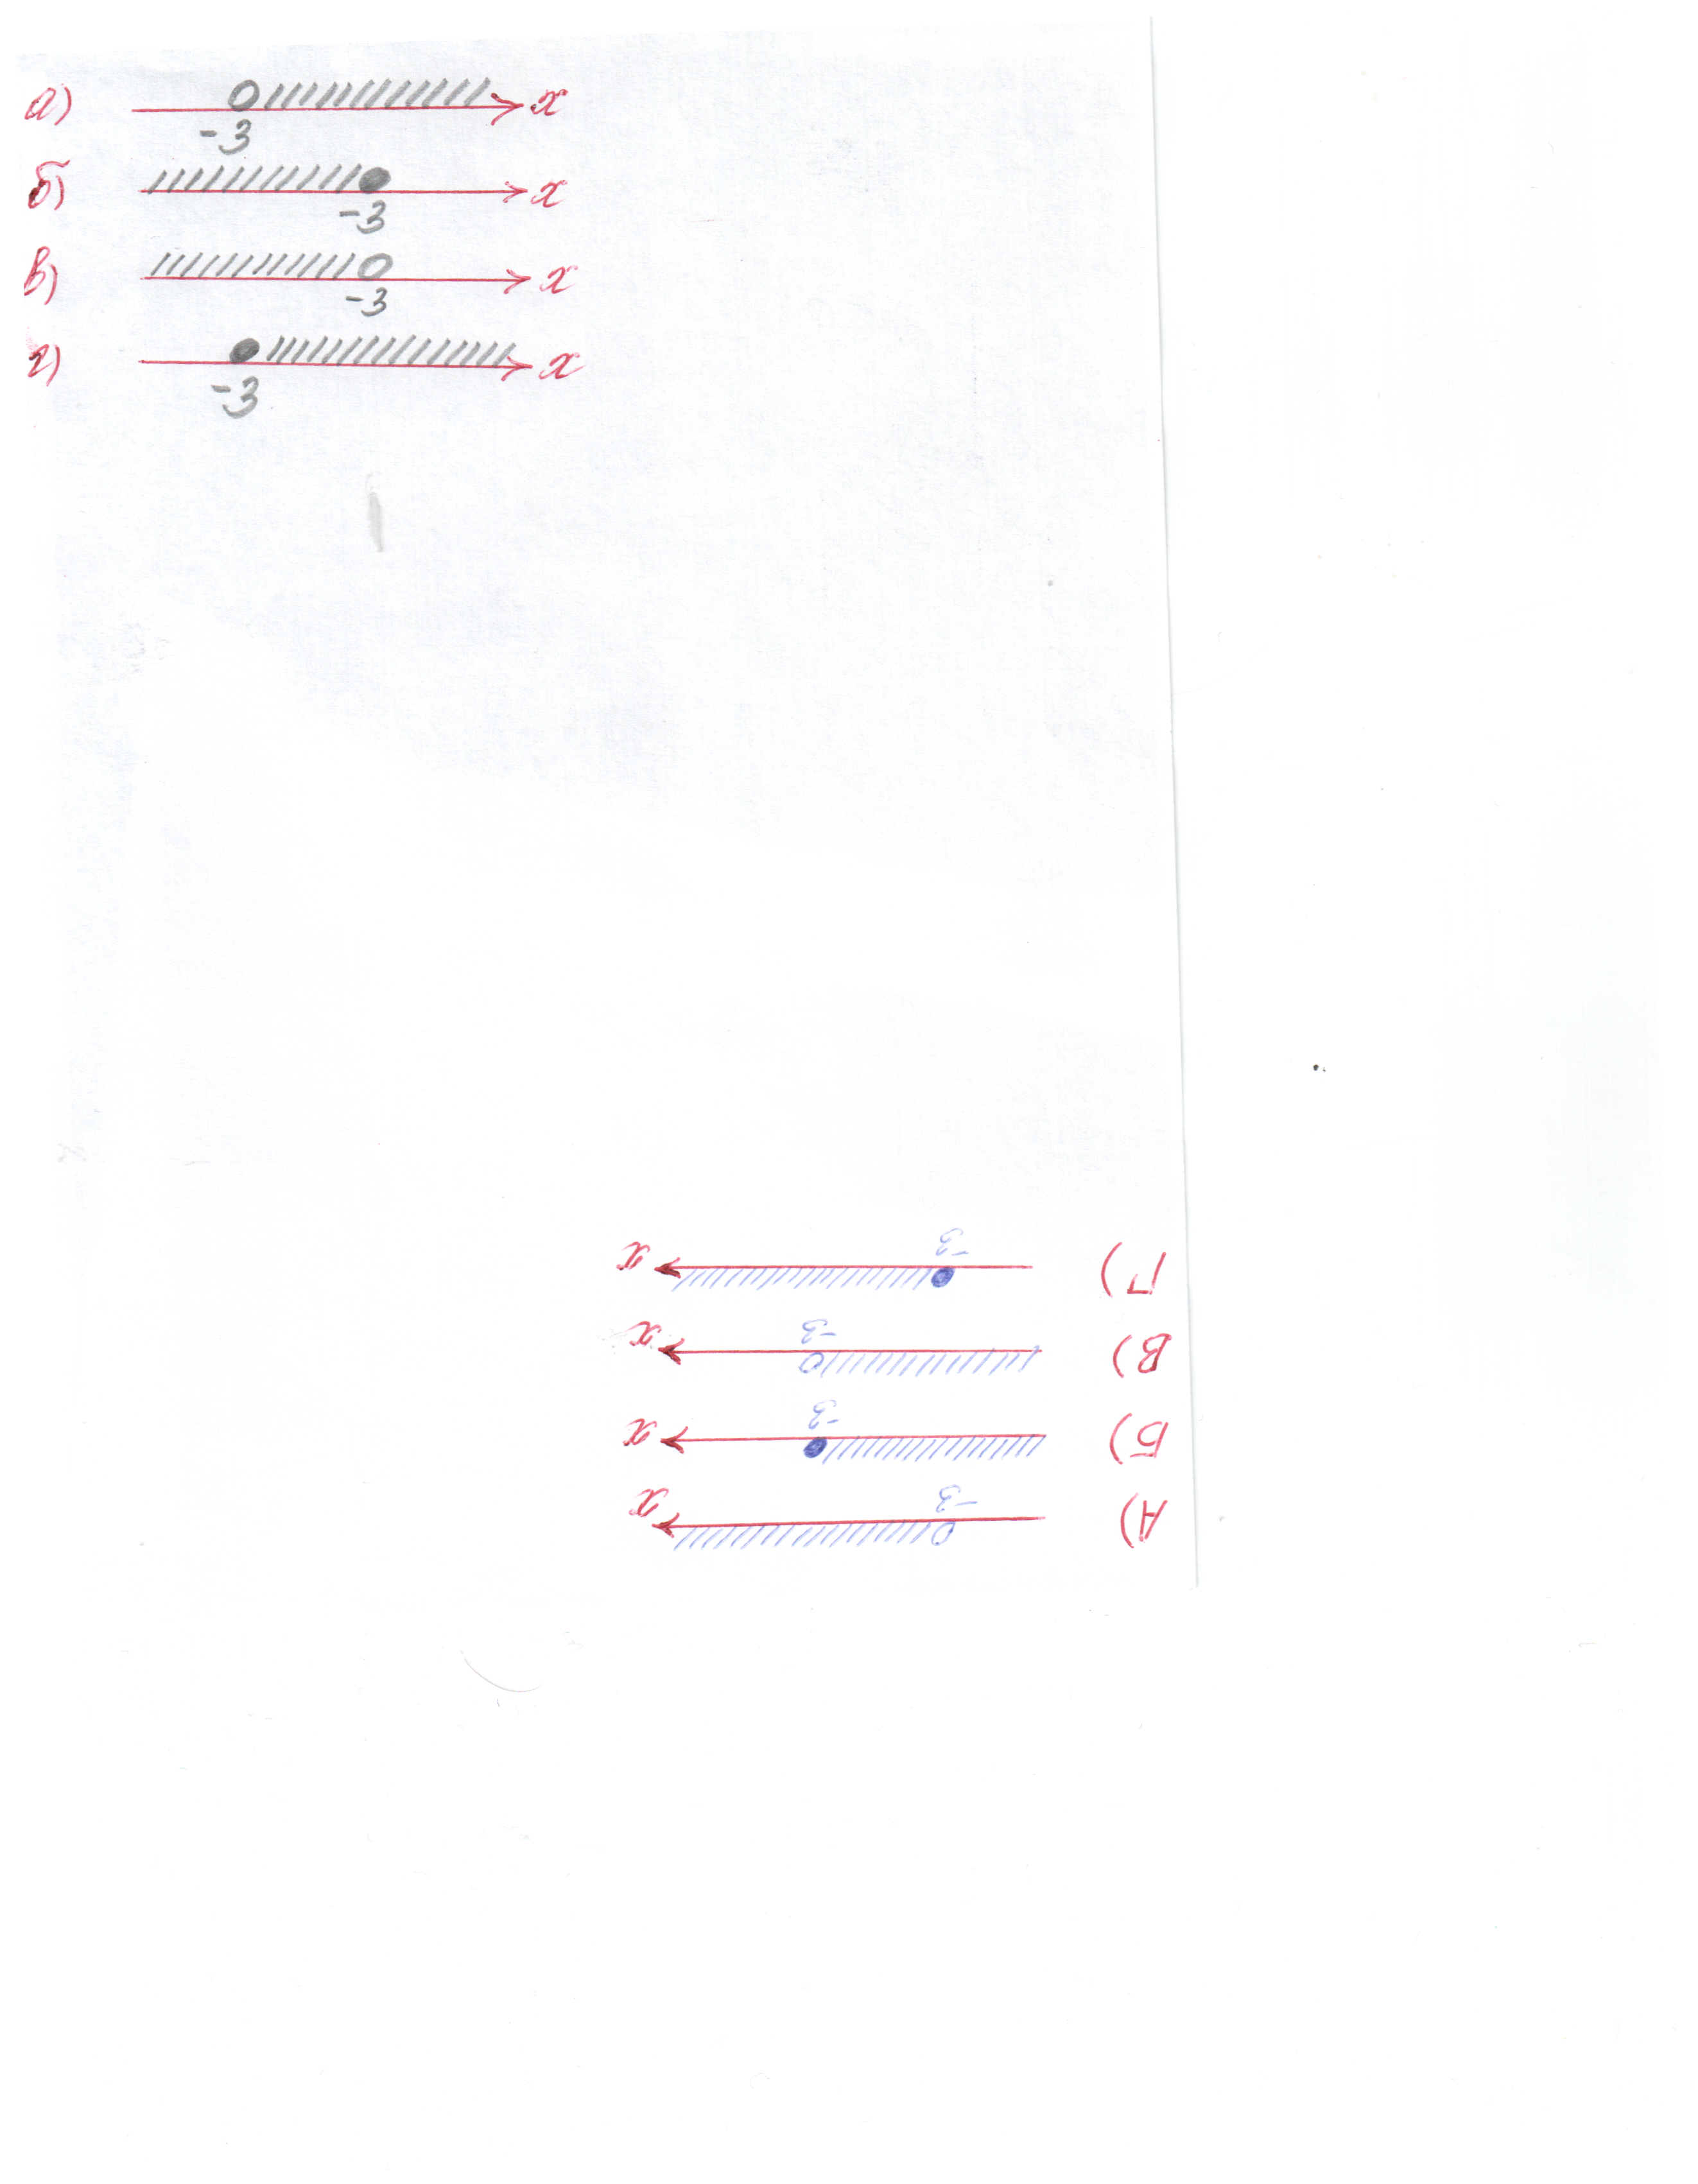 а) x
-3
б) x
-3
в) x
-3
г) x
-3
А) -3 x
Б) -3 x
В) -3 x
Г) -3 x